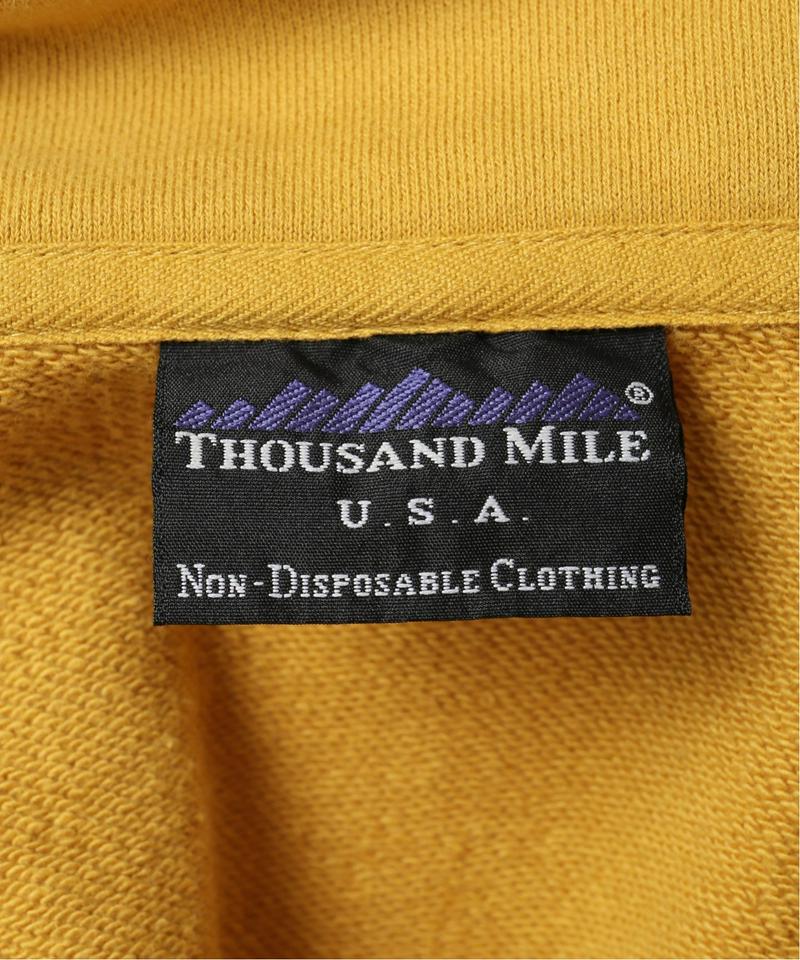 ®
THOUSAND MILE
U.S.A.
NON-DISPOSABLE CLOTHING